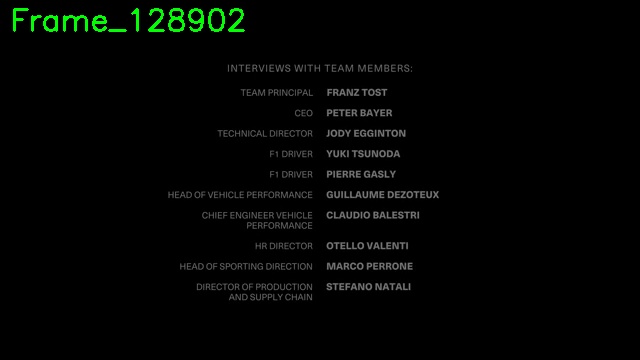 Frame_128902
INTERVIEWS WITH TEAM MEMBERS:
TEAM PRINCIPAL FRANZ TOST
CEO PETER BAYER
TECHNICAL DIRECTOR JODY EGGINTON
F1 DRIVER YUKI TSUNODA
F1 DRIVER PIERRE GASLY
HEAD OF VEHICLE PERFORMANCE GUILLAUME DEZOTEUX
CHIEF ENGINEER VEHICLE CLAUDIO BALESTRI
PERFORMANCE
HR DIRECTOR OTELLO VALENTI
HEAD OF SPORTING DIRECTION MARCO PERRONE
DIRECTOR OF PRODUCTION STEFANO NATALI
AND SUPPLY CHAIN